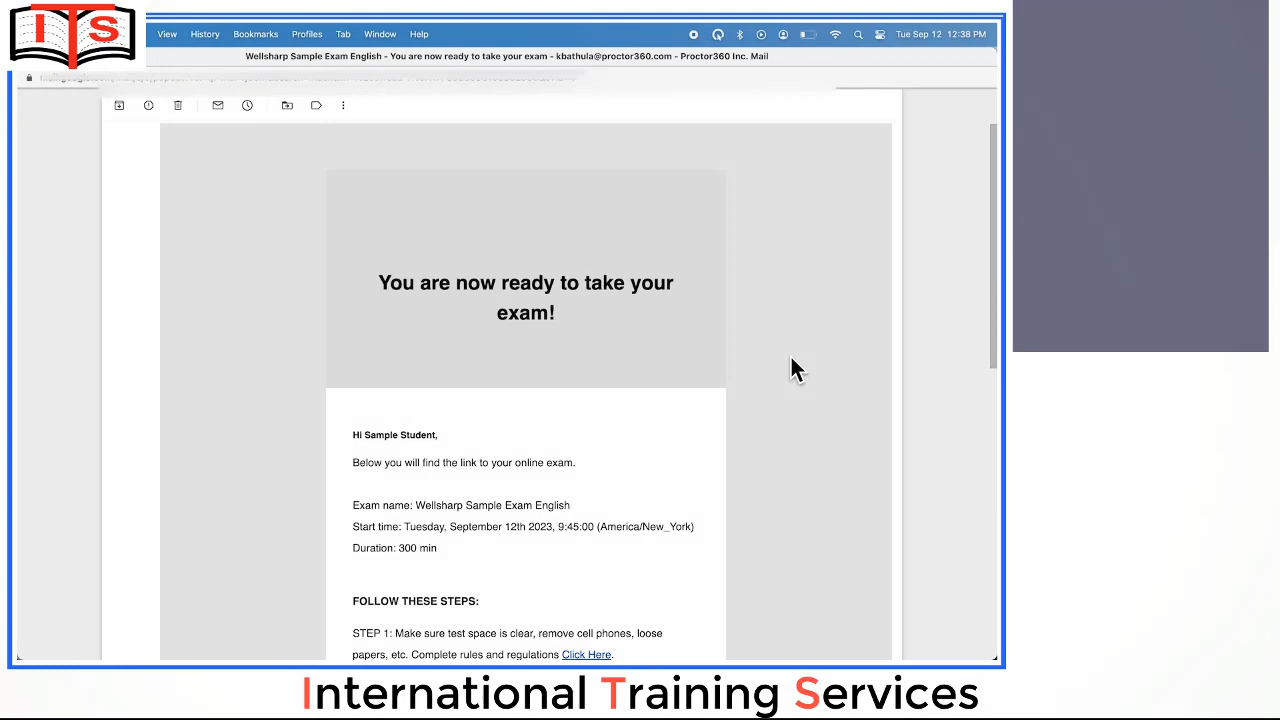 ITS
View History Bookmarks Profiles Tab Window Help Tue Sep 12 12:38 PM
Wellsharp Sample Exam English - You are now ready to take your exam - kbathula@proctor360.com - Proctor360 Inc. Mail
You are now ready to take your
exam!
Hi Sample Student,
Below you will find the link to your online exam.
Exam name: Wellsharp Sample Exam English
Start time: Tuesday, September 12th 2023, 9:45:00 (America/New_York)
Duration: 300 min
FOLLOW THESE STEPS:
STEP 1: Make sure test space is clear, remove cell phones, loose
papers, etc. Complete rules and regulations Click Here.
International Training Services